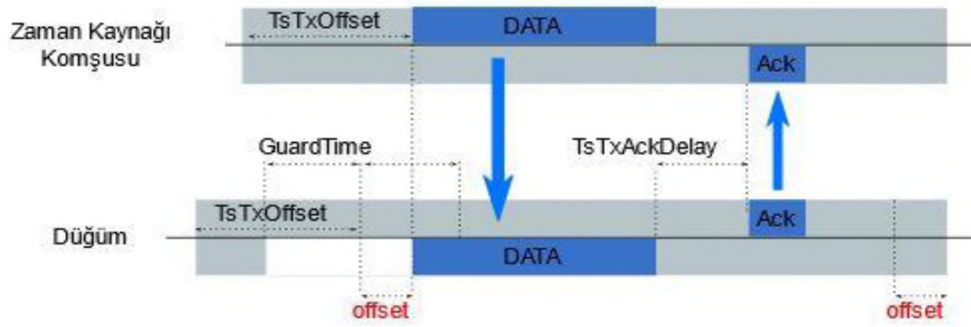 TsTxOffset
DATA
Zaman Kaynağı
Komşusu
Ack
GuardTime
TsTxAckDelay
TsTxOffset
Ack
Düğüm
DATA
offset
offset